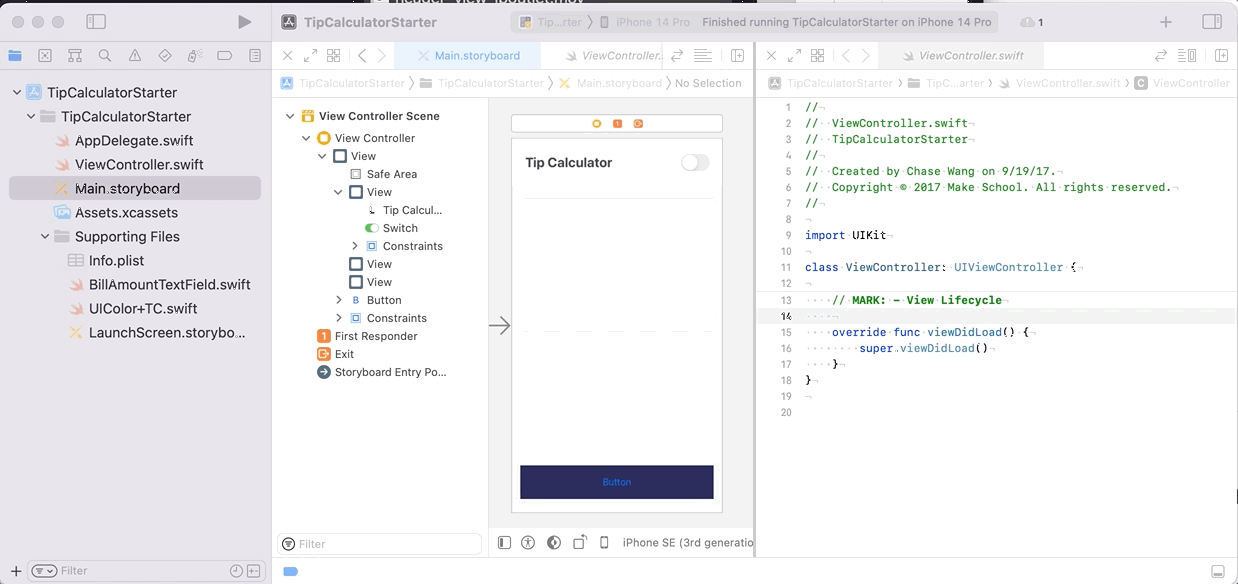 TipCalculatorStarter
Tip...rter
iPhone 14 Pro
Finished running TipCalculatorStarter on iPhone 14 Pro
1
Main.storyboard
ViewController.
ViewController.swift
TipCalculatorStarter
TipCalculatorStarter
Main.storyboard
No Selection
TipCalculatorStarter
TipC...arter
ViewController.swift
C
ViewController
TipCalculatorStarter
TipCalculatorStarter
AppDelegate.swift
ViewController.swift
Main.storyboard
Assets.xcassets
Supporting Files
Info.plist
BillAmountTextField.swift
UIColor+TC.swift
LaunchScreen.storybo...
Filter
View Controller Scene
View Controller
View
Safe Area
View
Tip Calcul...
Switch
Constraints
View
View
B Button
Constraints
1 First Responder
Exit
Storyboard Entry Po...
Filter
1
Tip Calculator
Button
iPhone SE (3rd generatio
1 //
2 // ViewController.swift
3 // TipCalculatorStarter
4 //
5 // Created by Chase Wang on 9/19/17.
6 // Copyright © 2017 Make School. All rights reserved.
7 //
8
9 import UIKit
10
11 class ViewController: UIViewController {
12
13 // MARK: - View Lifecycle
14
15 override func viewDidLoad() {
16 super.viewDidLoad()
17 }
18 }
19
20